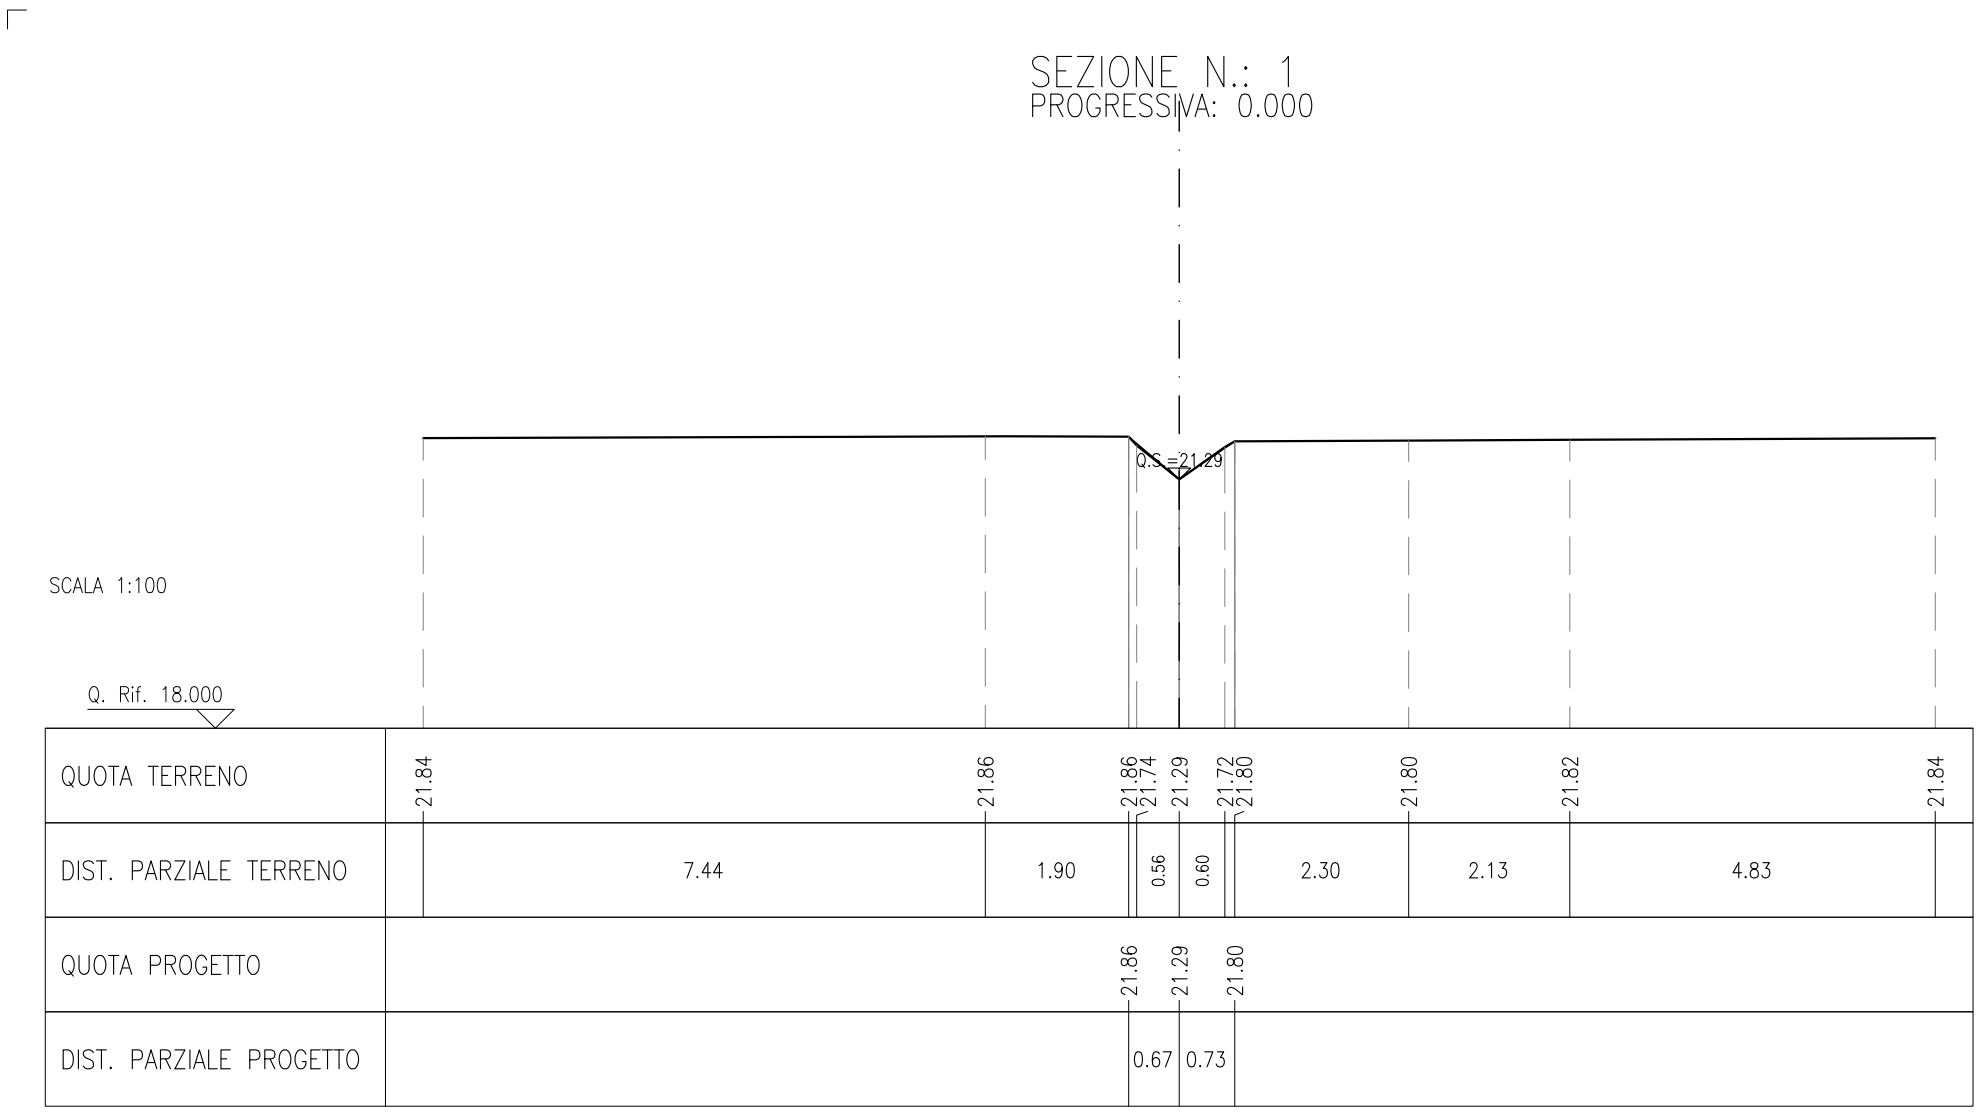 SEZIONE N.: 1
PROGRESSIVA: 0.000
Q.S.=21.29
SCALA 1:100
Q. Rif. 18.000
QUOTA TERRENO 21.84 21.86 21.86 21.74 21.29 21.72 21.80 21.80 21.82 21.84
DIST. PARZIALE TERRENO 7.44 1.90 0.56 0.60 2.30 2.13 4.83
QUOTA PROGETTO 21.86 21.29 21.80
DIST. PARZIALE PROGETTO 0.67 0.73